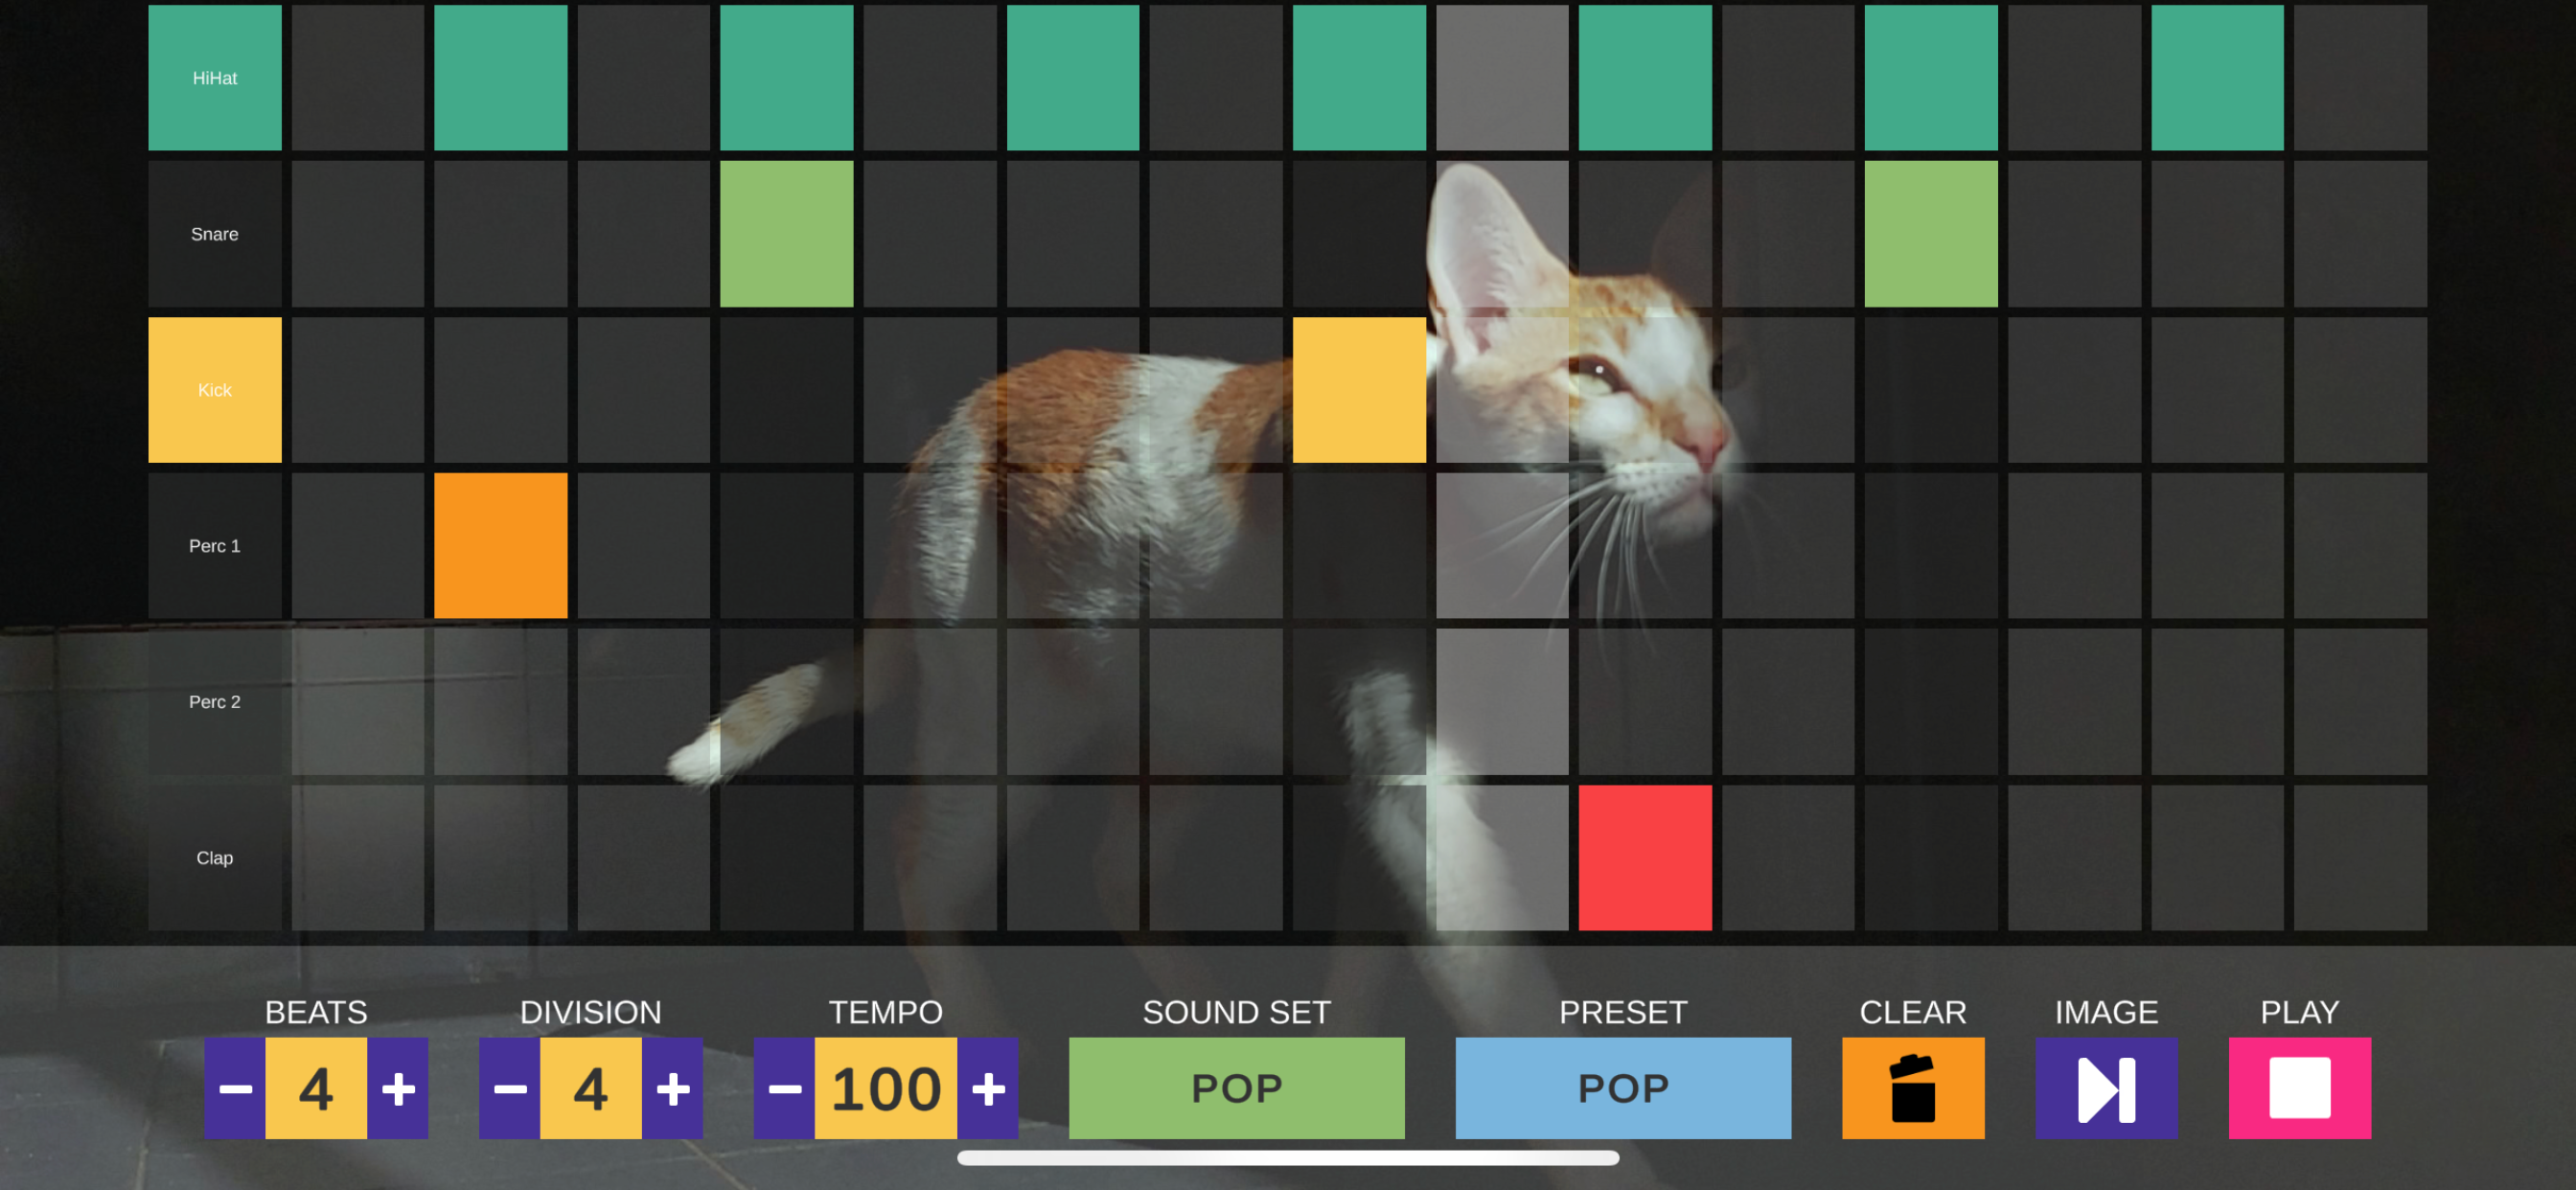 HiHat
Snare
Kick
Perc 1
Perc 2
Clap
BEATS DIVISION TEMPO SOUND SET PRESET CLEAR IMAGE PLAY
4 4 100 POP POP